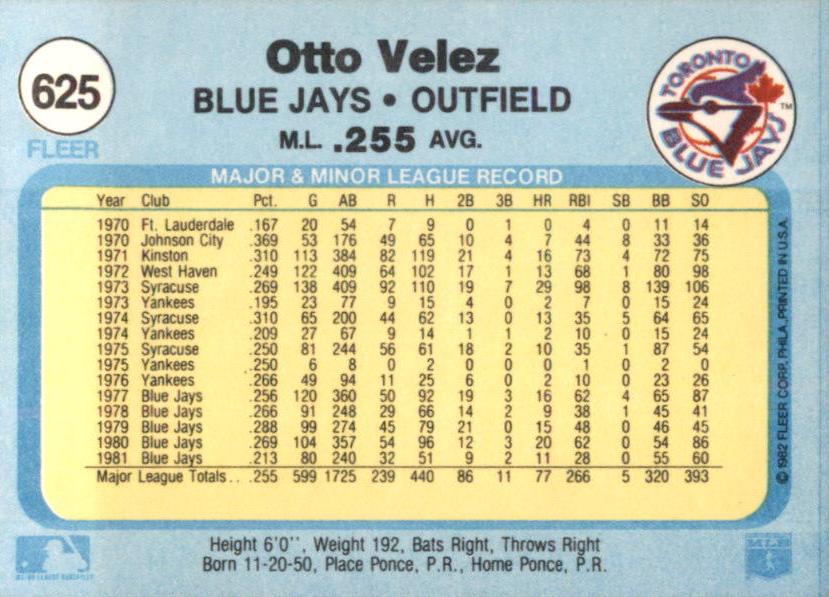 625
FLEER
Otto Velez
BLUE JAYS • OUTFIELD
M.L. .255 AVG.
TORONTO
BLUE JAYS
TM
MAJOR & MINOR LEAGUE RECORD
Year Club Pct. G AB R H 2B 3B HR RBI SB BB SO
1970 Ft. Lauderdale .167 20 54 7 9 0 1 0 4 0 11 14
1970 Johnson City .369 53 176 49 65 10 4 7 44 8 33 36
1971 Kinston .310 113 384 82 119 21 4 16 73 4 72 75
1972 West Haven .249 122 409 64 102 17 1 13 68 1 80 98
1973 Syracuse .269 138 409 92 110 19 7 29 98 8 139 106
1973 Yankees .195 23 77 9 15 4 0 2 7 0 15 24
1974 Syracuse .310 65 200 44 62 13 0 13 35 5 64 65
1974 Yankees .209 27 67 9 14 1 1 2 10 0 15 24
1975 Syracuse .250 81 244 56 61 18 2 10 35 1 87 54
1975 Yankees .250 6 8 0 2 0 0 0 1 0 2 0
1976 Yankees .266 49 94 11 25 6 0 2 10 0 23 26
1977 Blue Jays .256 120 360 50 92 19 3 16 62 4 65 87
1978 Blue Jays .266 91 248 29 66 14 2 9 38 1 45 41
1979 Blue Jays .288 99 274 45 79 21 0 15 48 0 46 45
1980 Blue Jays .269 104 357 54 96 12 3 20 62 0 54 86
1981 Blue Jays .213 80 240 32 51 9 2 11 28 0 55 60
Major League Totals . . .255 599 1725 239 440 86 11 77 266 5 320 393
© 1982 FLEER CORP. PHILA., PRINTED IN U.S.A.
Height 6'0'', Weight 192, Bats Right, Throws Right
Born 11-20-50, Place Ponce, P.R., Home Ponce, P.R.
MAJOR LEAGUE BASEBALL